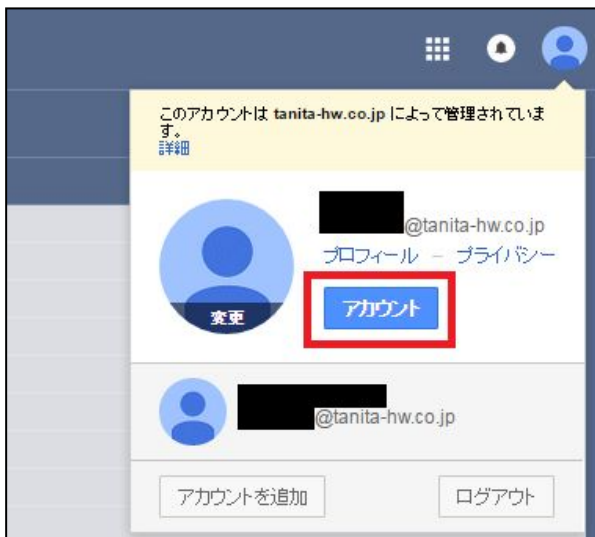 このアカウントは tanita-hw.co.jp によって管理されていま
す。
詳細
@tanita-hw.co.jp
プロフィール － プライバシー
変更
アカウント
@tanita-hw.co.jp
アカウントを追加
ログアウト